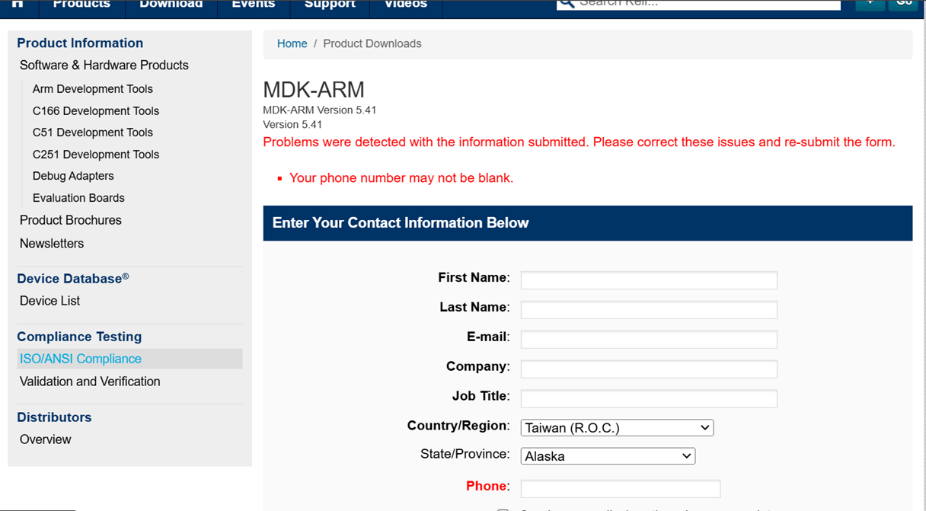 Products Download Events Support Videos Search Keil... Go
Product Information
Software & Hardware Products
Arm Development Tools
C166 Development Tools
C51 Development Tools
C251 Development Tools
Debug Adapters
Evaluation Boards
Product Brochures
Newsletters
Device Database®
Device List
Compliance Testing
ISO/ANSI Compliance
Validation and Verification
Distributors
Overview
Home / Product Downloads
MDK-ARM
MDK-ARM Version 5.41
Version 5.41
Problems were detected with the information submitted. Please correct these issues and re-submit the form.
Your phone number may not be blank.
Enter Your Contact Information Below
First Name:
Last Name:
E-mail:
Company:
Job Title:
Country/Region: Taiwan (R.O.C.)
State/Province: Alaska
Phone: